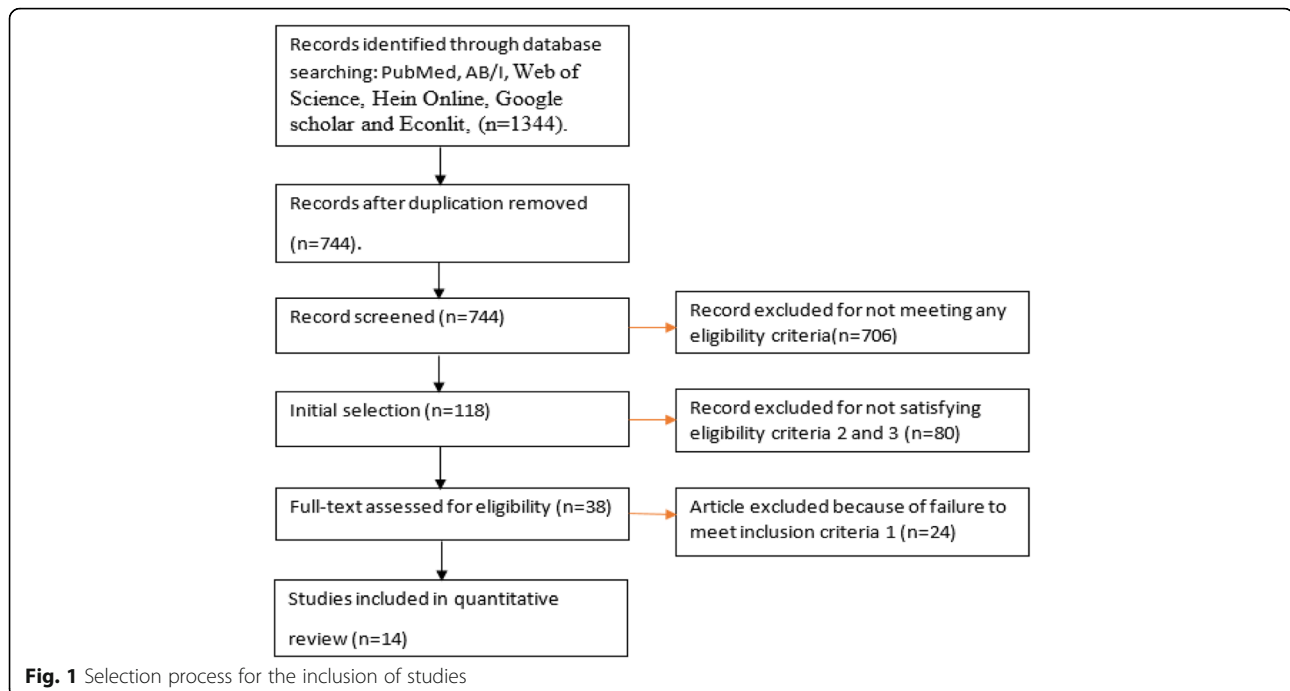 Records identified through database
searching: PubMed, AB/I, Web of
Science, Hein Online, Google
scholar and Econlit, (n=1344).
Records after duplication removed
(n=744).
Record screened (n=744)
Record excluded for not meeting any
eligibility criteria(n=706)
Initial selection (n=118)
Record excluded for not satisfying
eligibility criteria 2 and 3 (n=80)
Full-text assessed for eligibility (n=38)
Article excluded because of failure to
meet inclusion criteria 1 (n=24)
Studies included in quantitative
review (n=14)
Fig. 1 Selection process for the inclusion of studies